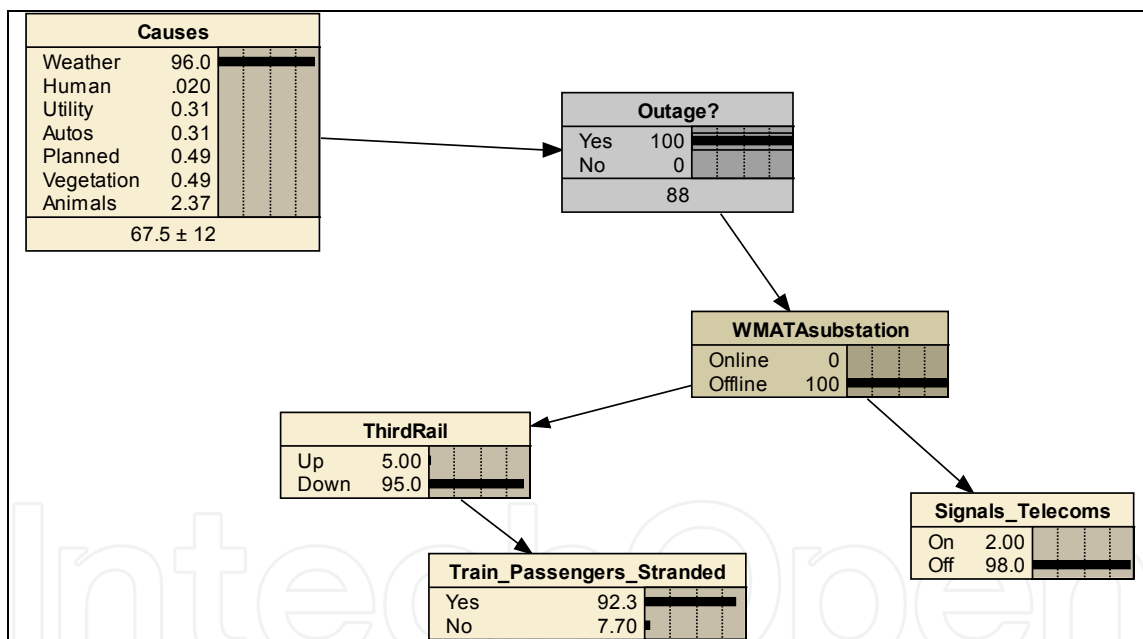 Causes
Weather 96.0
Human .020
Utility 0.31
Autos 0.31
Planned 0.49
Vegetation 0.49
Animals 2.37
67.5 ± 12
Outage?
Yes 100
No 0
88
WMATAsubstation
Online 0
Offline 100
ThirdRail
Up 5.00
Down 95.0
Signals_Telecoms
On 2.00
Off 98.0
Train_Passengers_Stranded
Yes 92.3
No 7.70
IntechOpen